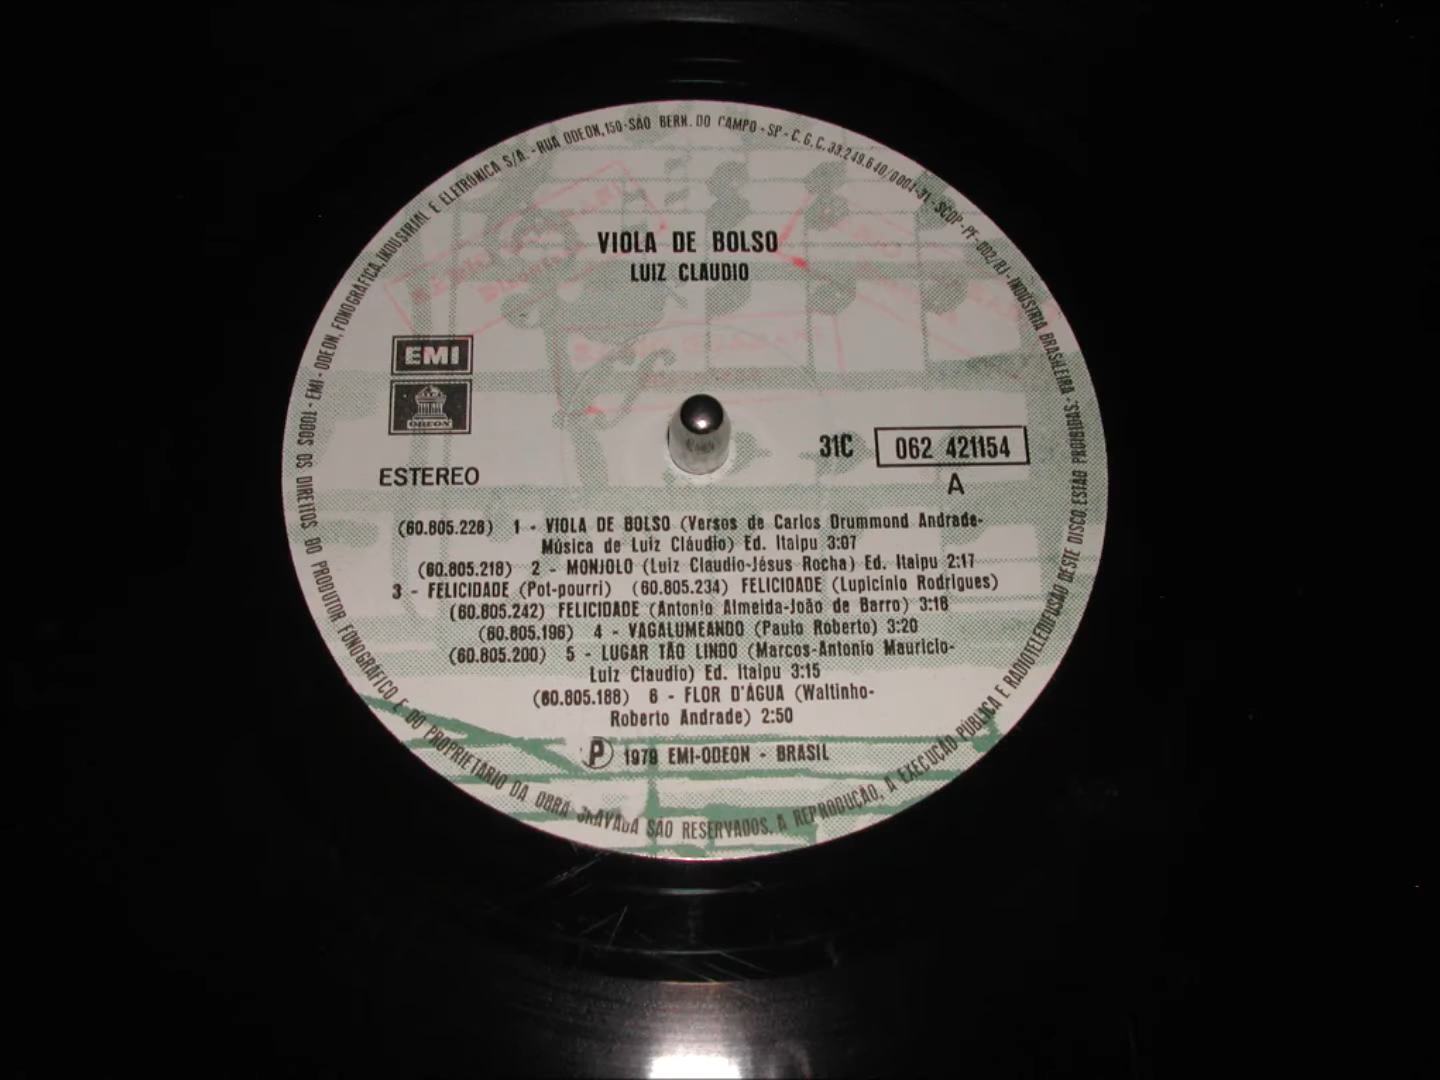 EMI - ODEON, FONOGRÁFICA, INDUSTRIAL E ELETRÔNICA S/A. - RUA ODEON, 150 - SÃO BERN. DO CAMPO - SP - C.G.C. 33.249.640/0001-31 - SCDP - PF - 002/RJ - INDÚSTRIA BRASILEIRA -
VIOLA DE BOLSO
LUIZ CLAUDIO
EMI
ODEON
31C 062 421154
ESTEREO
A
(60.805.226) 1 - VIOLA DE BOLSO (Versos de Carlos Drummond Andrade-
Música de Luiz Cláudio) Ed. Itaipu 3:07
(60.805.218) 2 - MONJOLO (Luiz Claudio-Jésus Rocha) Ed. Itaipu 2:17
3 - FELICIDADE (Pot-pourri) (60.805.234) FELICIDADE (Lupicínio Rodrigues)
(60.805.242) FELICIDADE (Antonio Almeida-João de Barro) 3:18
(60.805.196) 4 - VAGALUMEANDO (Paulo Roberto) 3:20
(60.805.200) 5 - LUGAR TÃO LINDO (Marcos-Antonio Mauricio-
Luiz Claudio) Ed. Itaipu 3:15
(60.805.188) 6 - FLOR D'ÁGUA (Waltinho-
Roberto Andrade) 2:50
℗ 1979 EMI-ODEON - BRASIL
TODOS OS DIREITOS DO PRODUTOR FONOGRÁFICO E DO PROPRIETÁRIO DA OBRA GRAVADA SÃO RESERVADOS. A REPRODUÇÃO, A EXECUÇÃO PÚBLICA E RADIOTELEDIFUSÃO DESTE DISCO ESTÃO PROIBIDAS.